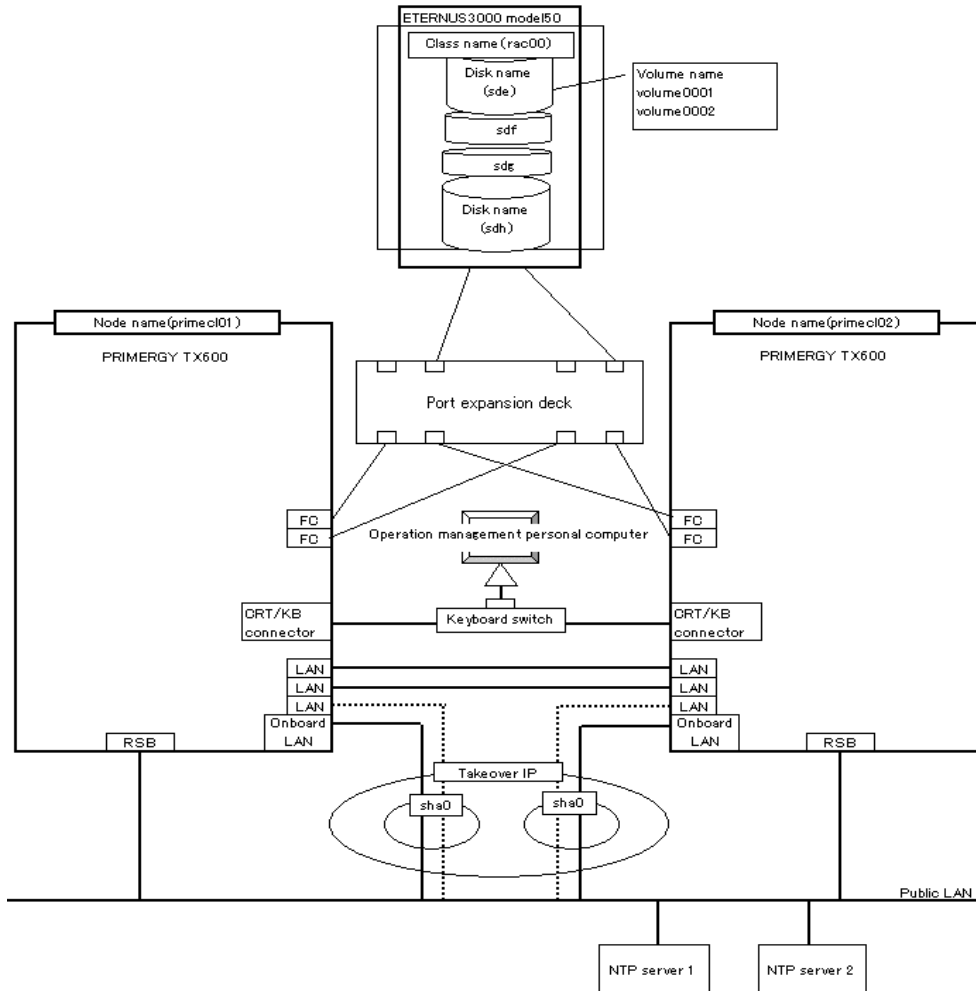 ETERNUS3000 model50
Class name(rac00)
Disk name
(sde)
Volume name
volume0001
volume0002
sdf
sdg
Disk name
(sdh)
Node name(primecl01)
Node name(primecl02)
PRIMERGY TX600
PRIMERGY TX600
Port expansion deck
FC
FC
FC
FC
Operation management personal computer
CRT/KB
connector
Keyboard switch
CRT/KB
connector
LAN
LAN
LAN
LAN
LAN
LAN
Onboard
LAN
Onboard
LAN
RSB
RSB
Takeover IP
sha0
sha0
Public LAN
NTP server 1
NTP server 2